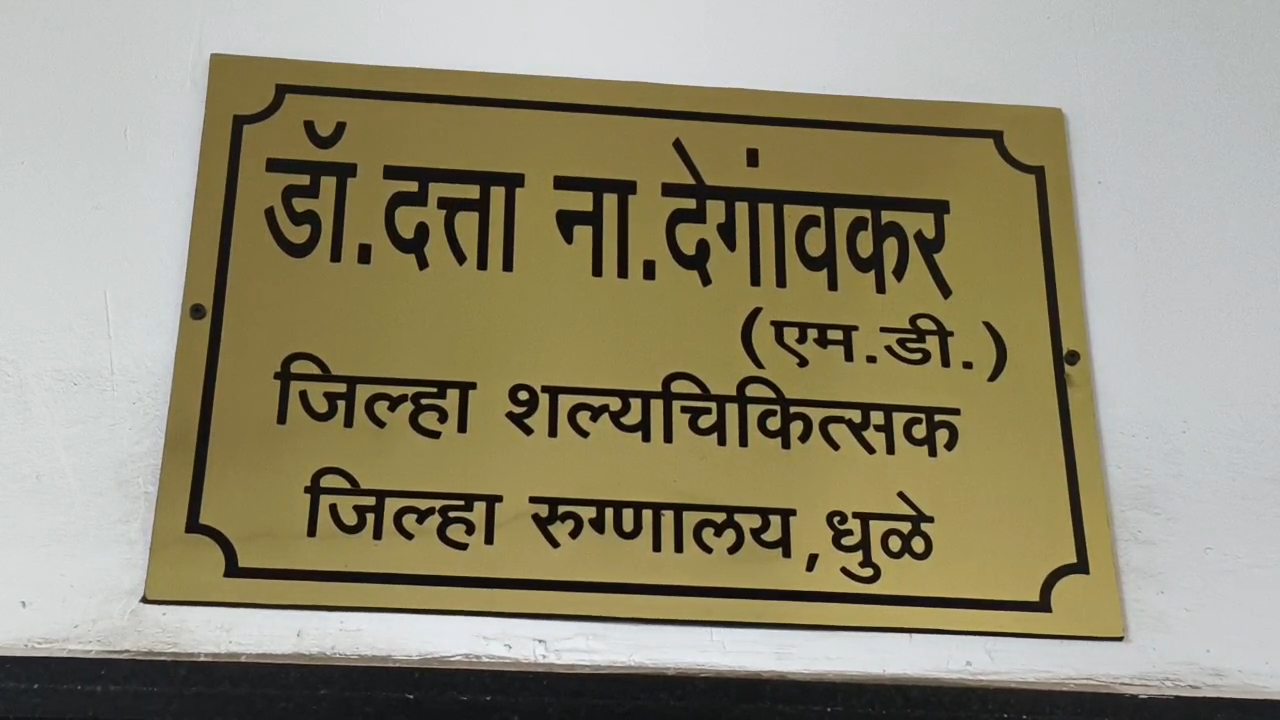 डॉ.दत्ता ना.देगांवकर
(एम.डी.)
जिल्हा शल्यचिकित्सक
जिल्हा रुग्णालय,धुळे